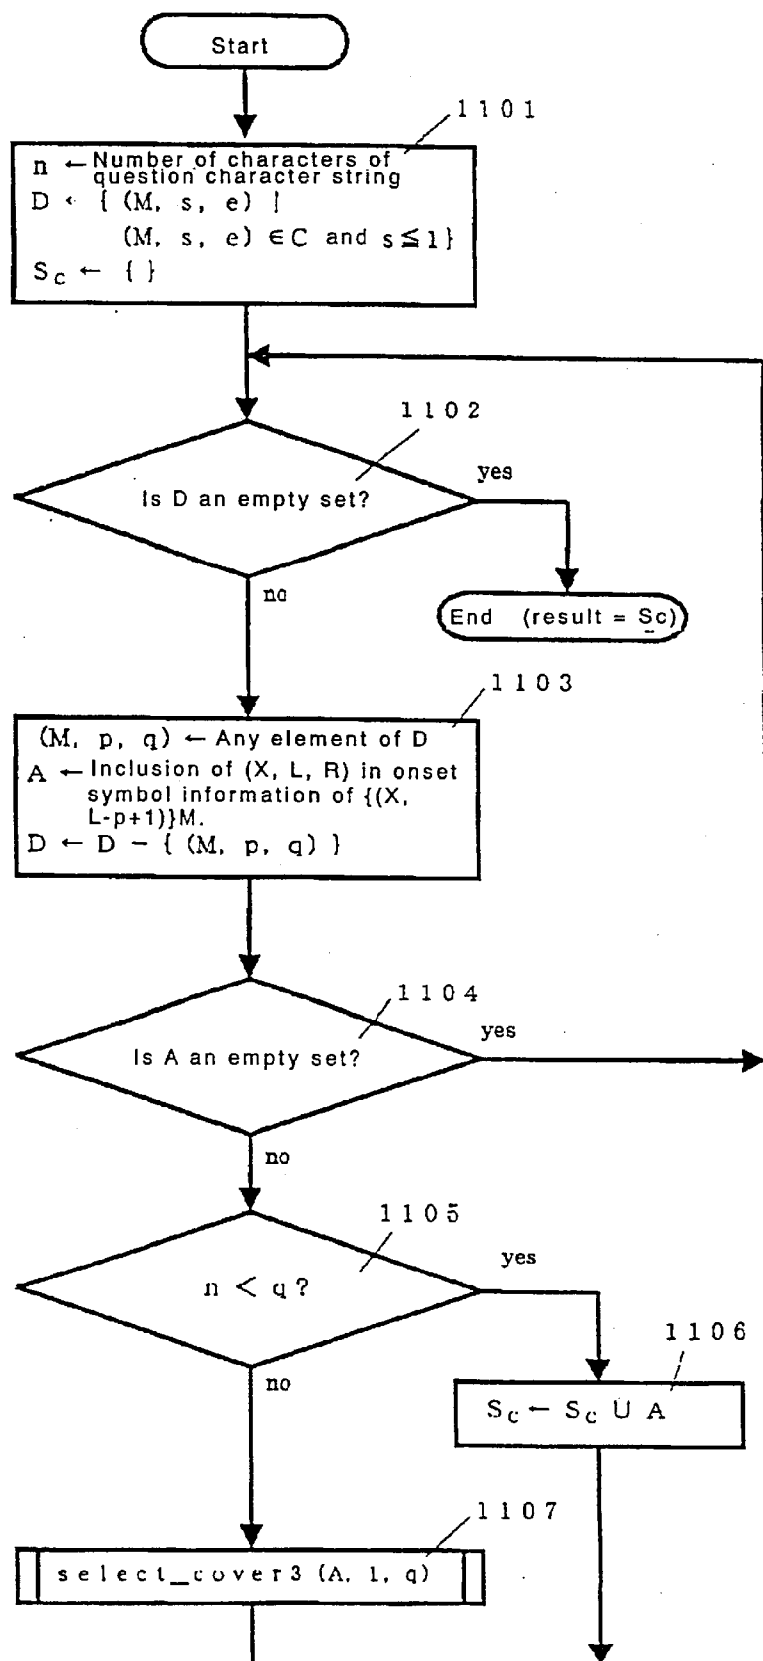 Start
1101
n ← Number of characters of
question character string
D ← { (M, s, e) |
(M, s, e) ∈ C and s ≦ 1}
Sc ← { }
1102
Is D an empty set?
yes
no
End (result = Sc)
1103
(M, p, q) ← Any element of D
A ← Inclusion of (X, L, R) in onset
symbol information of {(X,
L-p+1)}M.
D ← D − { (M, p, q) }
1104
Is A an empty set?
yes
no
1105
n < q?
yes
no
1106
Sc ← Sc ∪ A
1107
select_cover3 (A, 1, q)